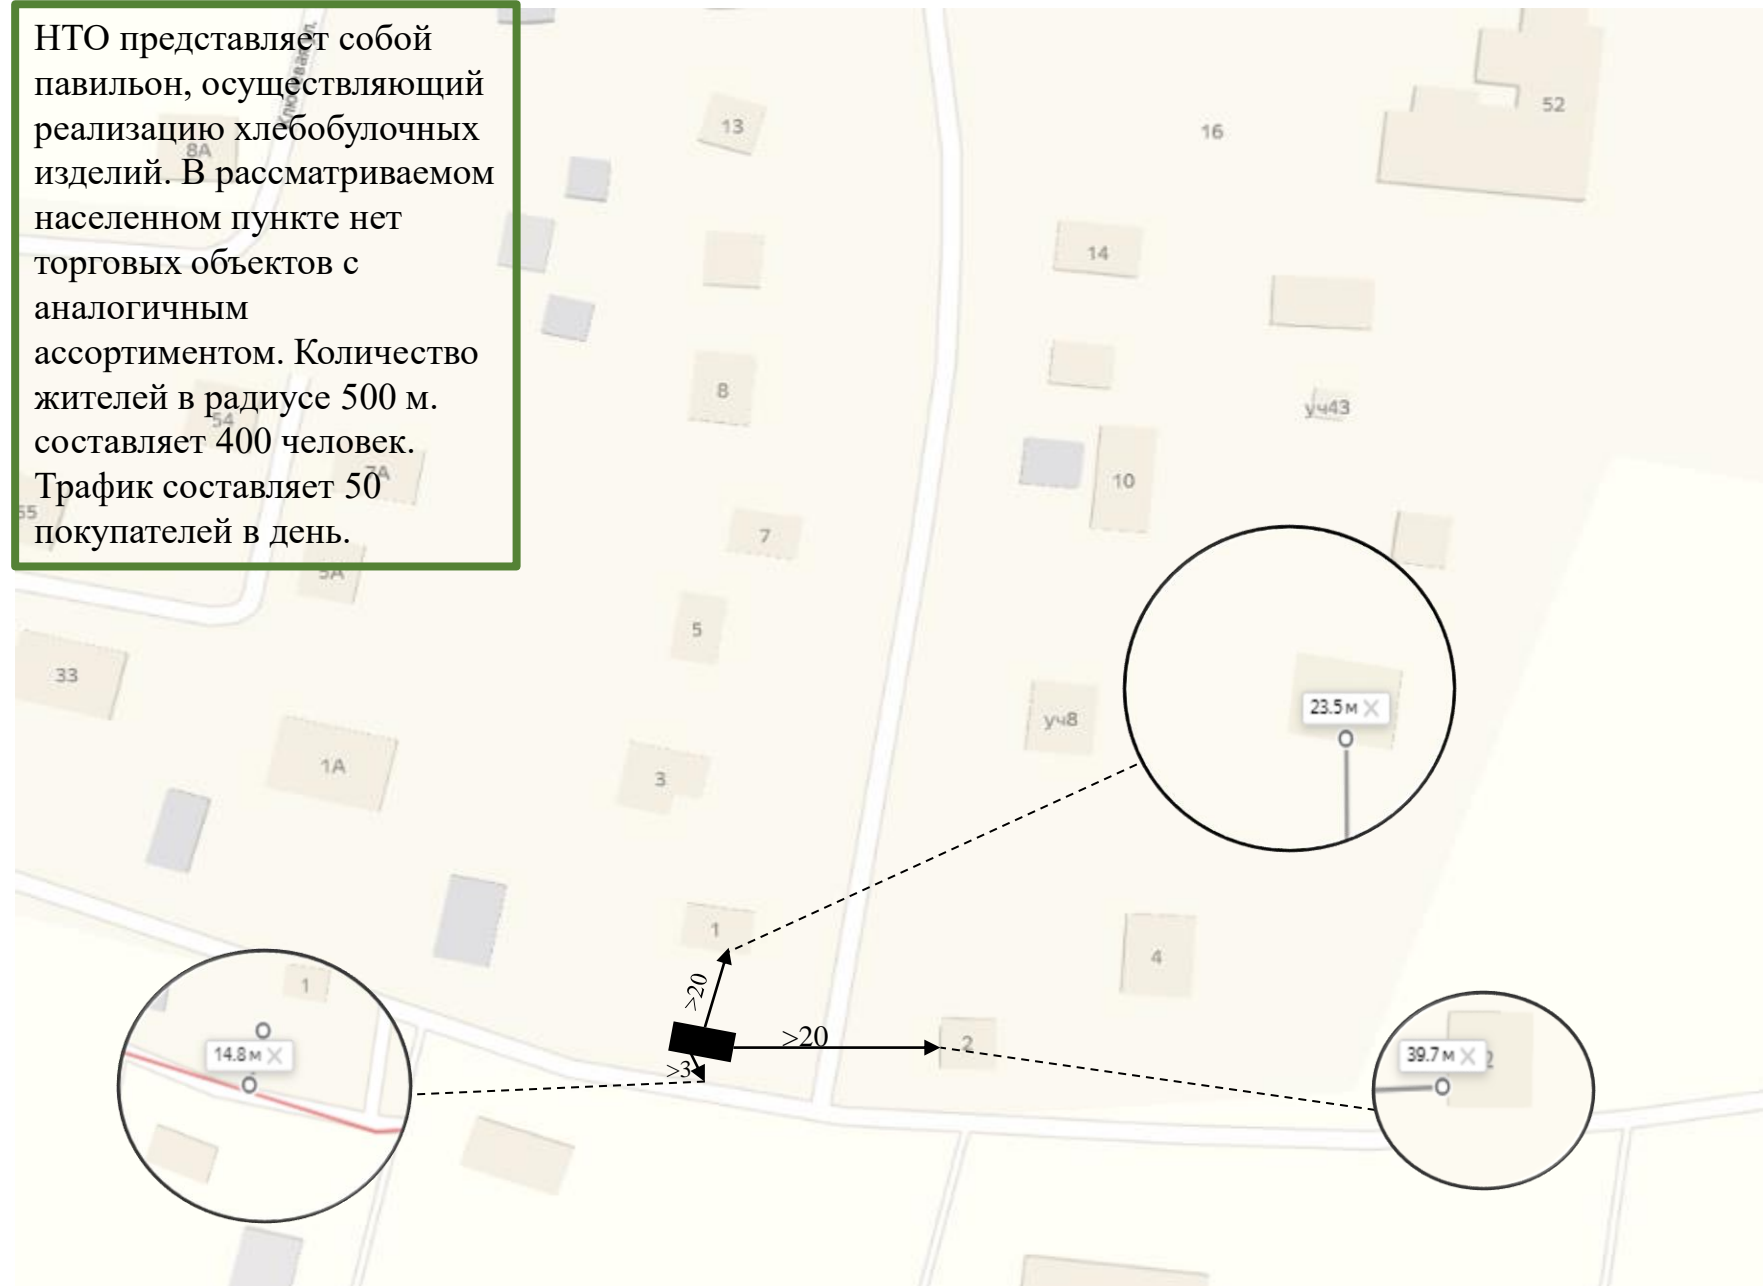 НТО представляет собой
павильон, осуществляющий
реализацию хлебобулочных
изделий. В рассматриваемом
населенном пункте нет
торговых объектов с
аналогичным
ассортиментом. Количество
жителей в радиусе 500 м.
составляет 400 человек.
Трафик составляет 50
покупателей в день.
8А
54
7А
55
5А
33
1А
13
8
7
5
3
1
16
52
14
уч43
10
уч8
23.5 м
4
2
>20
>20
>3
1
14.8 м
39.7 м
2